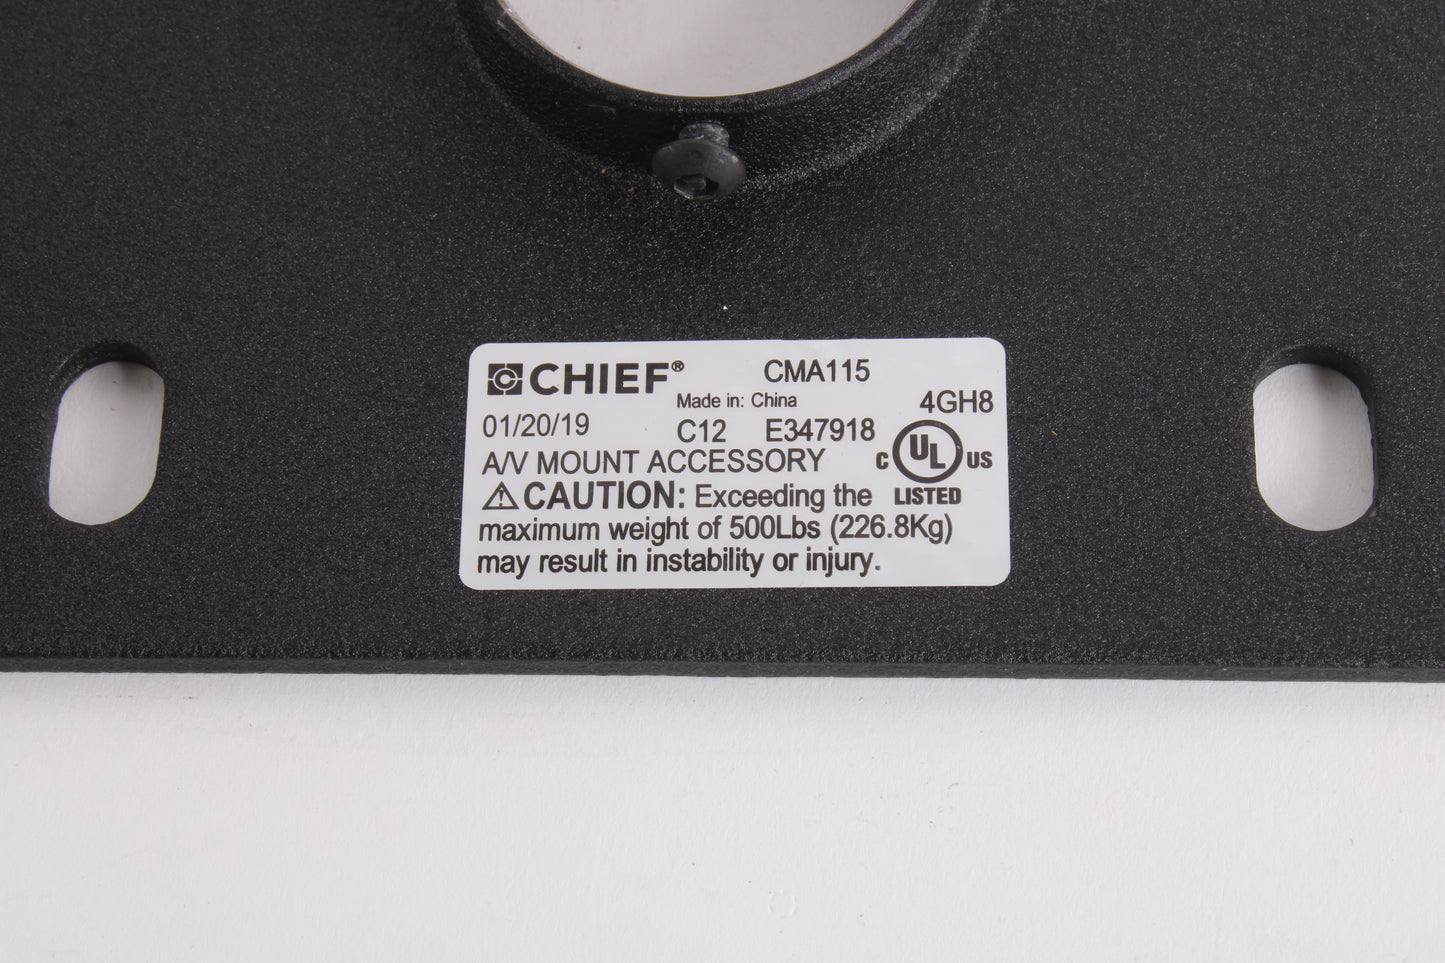 CHIEF® CMA115
Made in: China 4GH8
01/20/19 C12 E347918
A/V MOUNT ACCESSORY C UL US
⚠ CAUTION: Exceeding the LISTED
maximum weight of 500Lbs (226.8Kg)
may result in instability or injury.